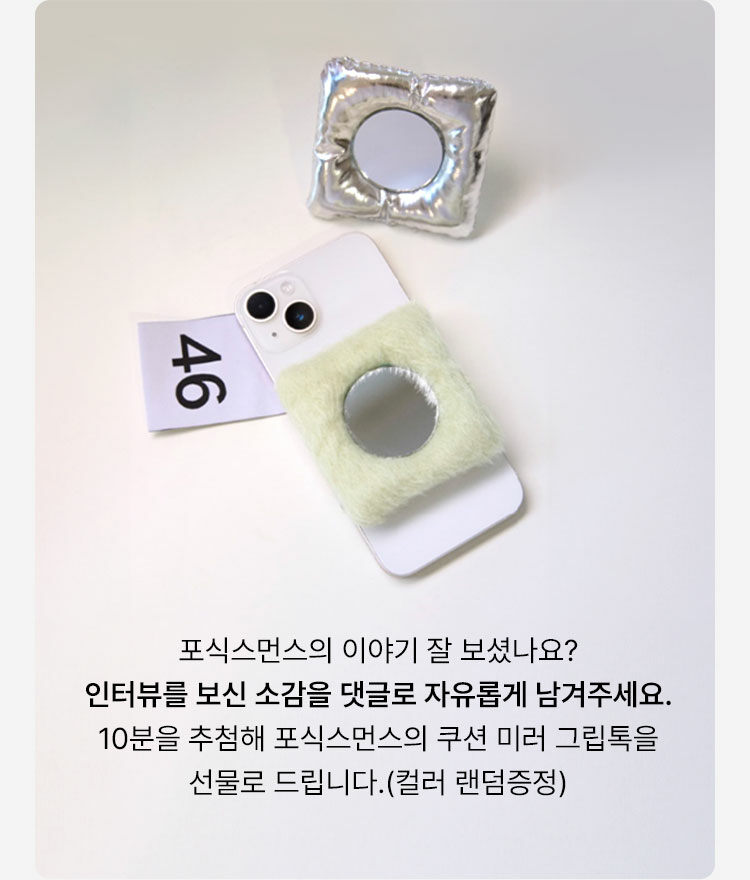 46
포식스먼스의 이야기 잘 보셨나요?
인터뷰를 보신 소감을 댓글로 자유롭게 남겨주세요.
10분을 추첨해 포식스먼스의 쿠션 미러 그립톡을
선물로 드립니다.(컬러 랜덤증정)